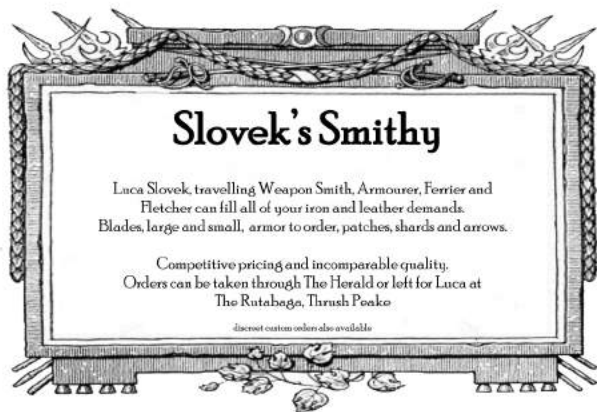 Slovek's Smithy
Luca Slovek, travelling Weapon Smith, Armourer, Ferrier and
Fletcher can fill all of your iron and leather demands.
Blades, large and small, armor to order, patches, shards and arrows.
Competitive pricing and incomparable quality.
Orders can be taken through The Herald or left for Luca at
The Rutabaga, Thrush Peake
discreet custom orders also available